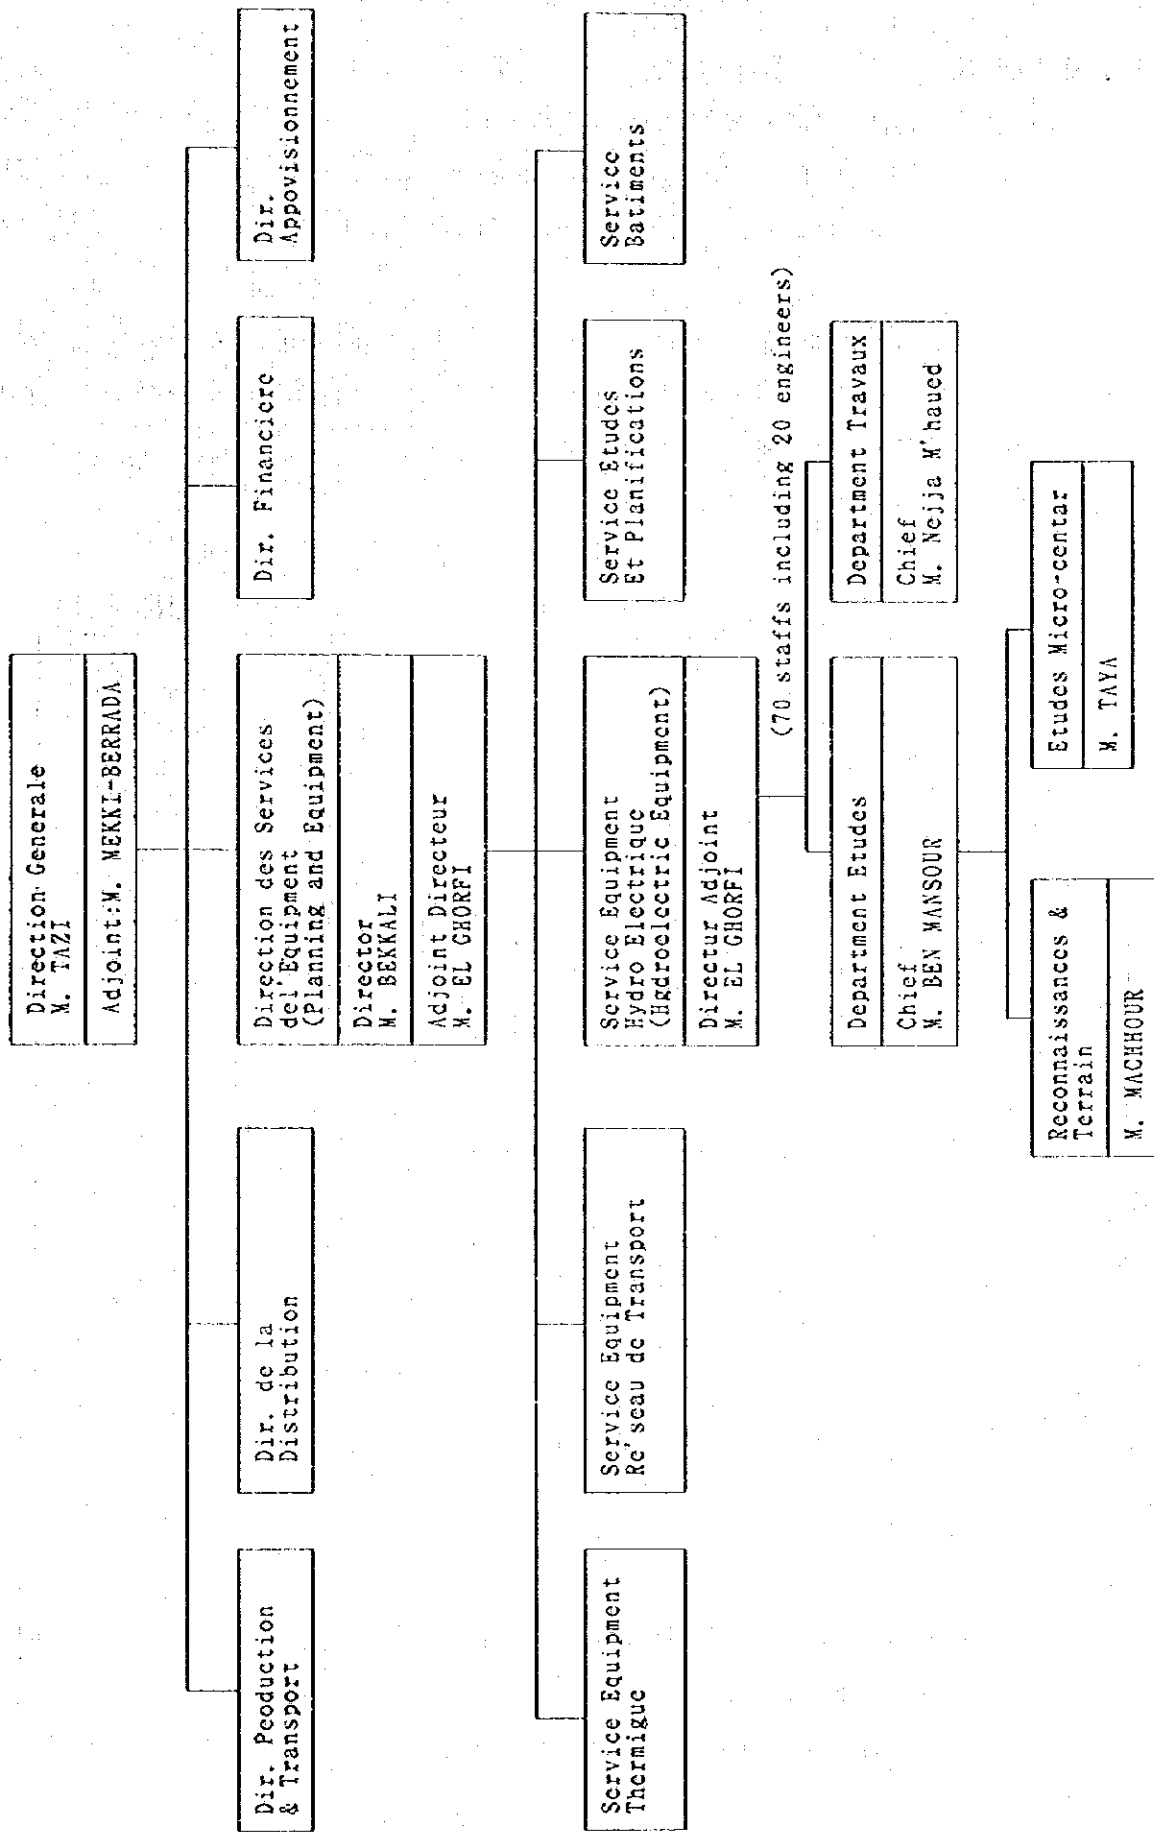 Direction Generale
M. TAZI
Adjoint:M. MEKKI-BERRADA
Dir. Peoduction
& Transport
Dir. de la
Distribution
Direction des Services
del'Equipment
(Planning and Equipment)
Director
M. BEKKALI
Adjoint Directeur
M. EL GHORFI
Dir. Financiere
Dir.
Appovisionnement
Service Equipment
Thermigue
Service Equipment
Re'seau de Transport
Service Equipment
Hydro Electrique
(Hgdroelectric Equipment)
Directur Adjoint
M. EL GHORFI
Service Etudes
Et Planifications
Service
Batiments
(70 staffs including 20 engineers)
Department Etudes
Chief
M. BEN MANSOUR
Department Travaux
Chief
M. Nejja M'haued
Reconnaissances &
Terrain
M. MACHHOUR
Etudes Micro-centar
M. TAYA